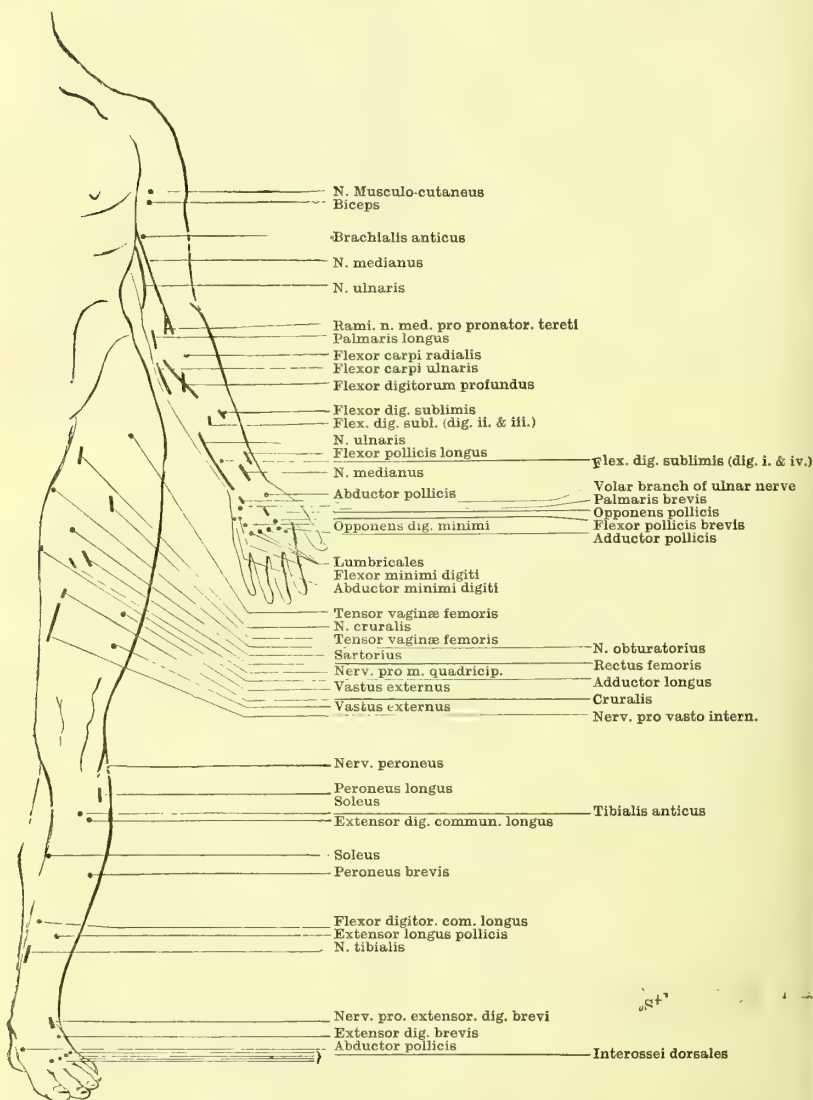 N. Musculo-cutaneus
Biceps
Brachialis anticus
N. medianus
N. ulnaris
Rami. n. med. pro pronator. tereti
Palmaris longus
Flexor carpi radialis
Flexor carpi ulnaris
Flexor digitorum profundus
Flexor dig. sublimis
Flex. dig. subl. (dig. ii. & iii.)
N. ulnaris
Flexor pollicis longus
Flex. dig. sublimis (dig. i. & iv.)
N. medianus
Volar branch of ulnar nerve
Abductor pollicis
Palmaris brevis
Opponens pollicis
Opponens dig. minimi
Flexor pollicis brevis
Adductor pollicis
Lumbricales
Flexor minimi digiti
Abductor minimi digiti
Tensor vaginæ femoris
N. cruralis
Tensor vaginæ femoris
N. obturatorius
Sartorius
Rectus femoris
Nerv. pro m. quadricip.
Adductor longus
Vastus externus
Cruralis
Vastus externus
Nerv. pro vasto intern.
Nerv. peroneus
Peroneus longus
Soleus
Tibialis anticus
Extensor dig. commun. longus
Soleus
Peroneus brevis
Flexor digitor. com. longus
Extensor longus pollicis
N. tibialis
Nerv. pro. extensor. dig. brevi
Extensor dig. brevis
Abductor pollicis
Interossei dorsales